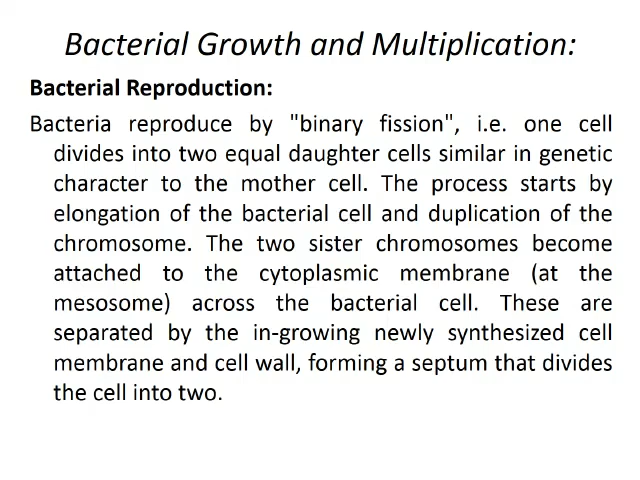 Bacterial Growth and Multiplication:
Bacterial Reproduction:
Bacteria reproduce by "binary fission", i.e. one cell
divides into two equal daughter cells similar in genetic
character to the mother cell. The process starts by
elongation of the bacterial cell and duplication of the
chromosome. The two sister chromosomes become
attached to the cytoplasmic membrane (at the
mesosome) across the bacterial cell. These are
separated by the in-growing newly synthesized cell
membrane and cell wall, forming a septum that divides
the cell into two.